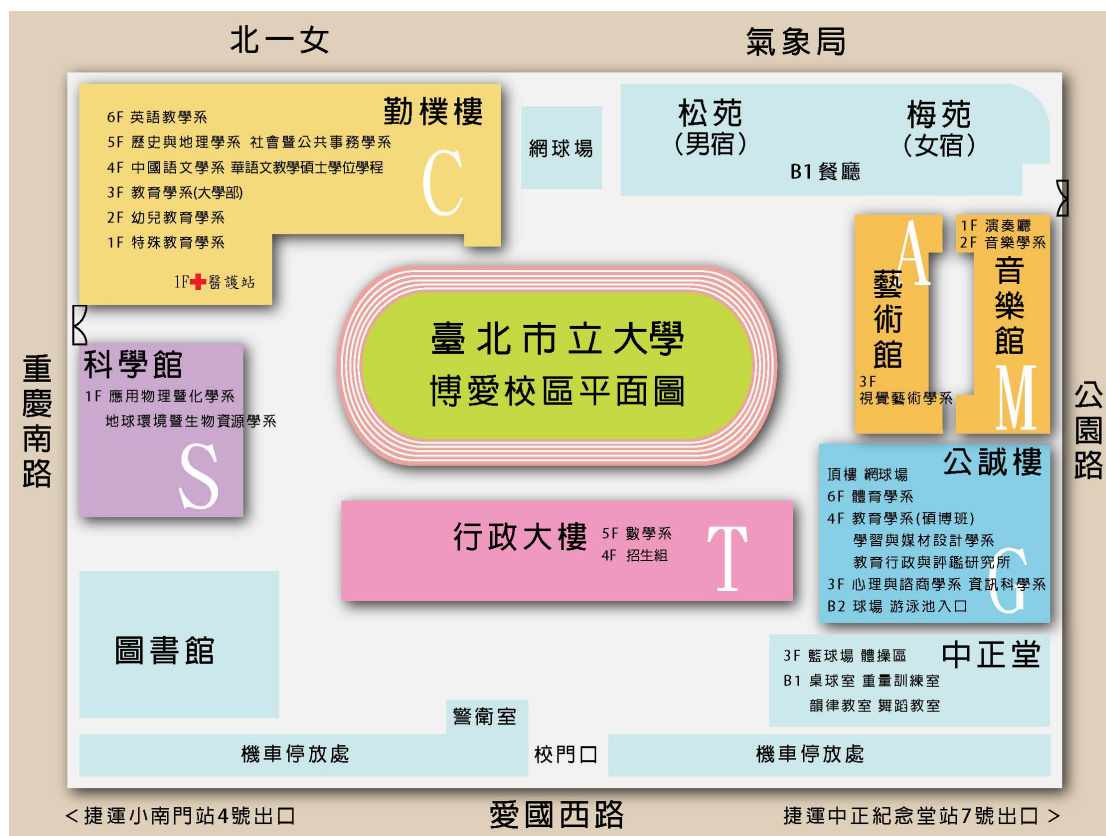 北一女
氣象局
勤樸樓
6F 英語教學系
5F 歷史與地理學系 社會暨公共事務學系
4F 中國語文學系 華語文教學碩士學位學程
3F 教育學系(大學部)
2F 幼兒教育學系
1F 特殊教育學系
1F 醫護站
C
網球場
松苑
(男宿)
梅苑
(女宿)
B1 餐廳
A
藝術館
3F
視覺藝術學系
1F 演奏廳
2F 音樂學系
音樂館
M
臺北市立大學
博愛校區平面圖
重慶南路
科學館
1F 應用物理暨化學系
地球環境暨生物資源學系
S
公園路
公誠樓
頂樓 網球場
6F 體育學系
4F 教育學系(碩博班)
學習與媒材設計學系
教育行政與評鑑研究所
3F 心理與諮商學系 資訊科學系
B2 球場 游泳池入口
G
行政大樓
5F 數學系
4F 招生組
T
圖書館
中正堂
3F 籃球場 體操區
B1 桌球室 重量訓練室
韻律教室 舞蹈教室
警衛室
機車停放處
校門口
機車停放處
<捷運小南門站4號出口
愛國西路
捷運中正紀念堂站7號出口>